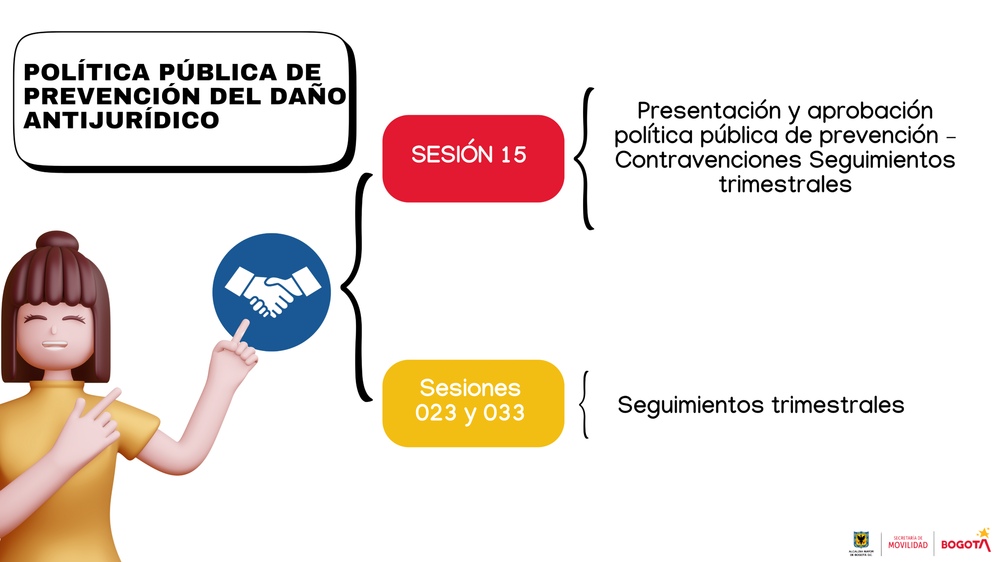 POLÍTICA PÚBLICA DE
PREVENCIÓN DEL DAÑO
ANTIJURÍDICO
SESIÓN 15
Presentación y aprobación
política pública de prevención –
Contravenciones Seguimientos
trimestrales
Sesiones
023 y 033
Seguimientos trimestrales
ALCALDIA MAYOR
DE BOGOTÁ D.C.
SECRETARÍA DE
MOVILIDAD
BOGOTÁ